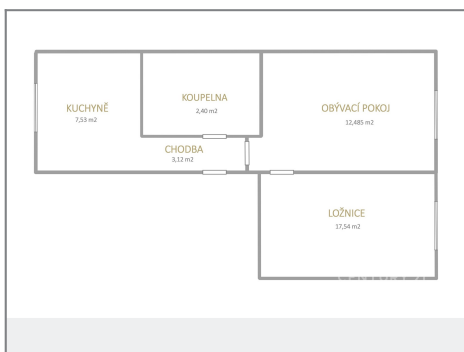 KUCHYNĚ
7,53 m2
KOUPELNA
2,40 m2
OBÝVACÍ POKOJ
12,485 m2
CHODBA
3,12 m2
LOŽNICE
17,54 m2